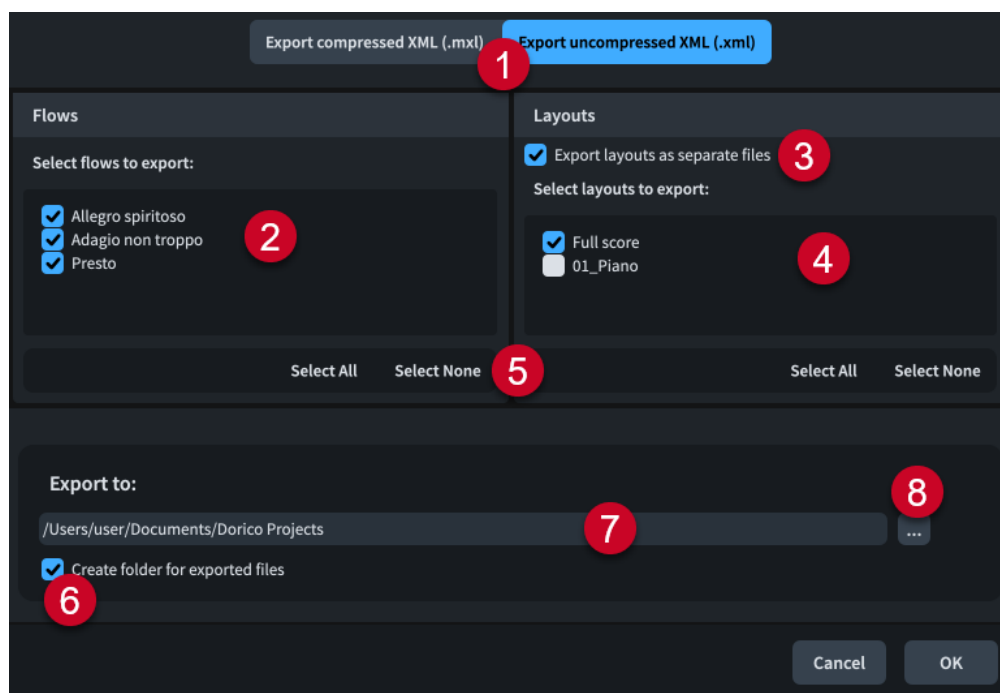 Export compressed XML (.mxl) Export uncompressed XML (.xml)
1
Flows
Select flows to export:
Allegro spiritoso
Adagio non troppo
Presto
2
Select All Select None
5
Layouts
Export layouts as separate files
3
Select layouts to export:
Full score
01_Piano
4
Select All Select None
Export to:
8
/Users/user/Documents/Dorico Projects
7
...
Create folder for exported files
6
Cancel OK